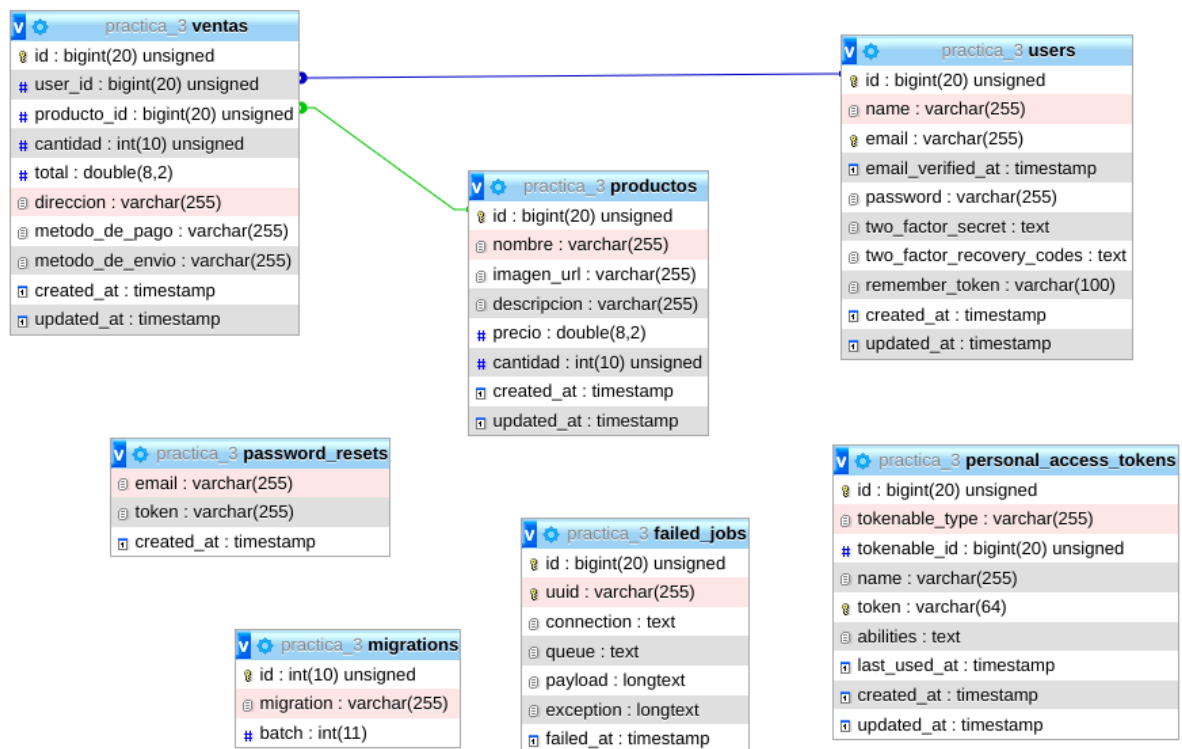 practica_3 ventas
id : bigint(20) unsigned
user_id : bigint(20) unsigned
producto_id : bigint(20) unsigned
cantidad : int(10) unsigned
total : double(8,2)
direccion : varchar(255)
metodo_de_pago : varchar(255)
metodo_de_envio : varchar(255)
created_at : timestamp
updated_at : timestamp
practica_3 users
id : bigint(20) unsigned
name : varchar(255)
email : varchar(255)
email_verified_at : timestamp
password : varchar(255)
two_factor_secret : text
two_factor_recovery_codes : text
remember_token : varchar(100)
created_at : timestamp
updated_at : timestamp
practica_3 productos
id : bigint(20) unsigned
nombre : varchar(255)
imagen_url : varchar(255)
descripcion : varchar(255)
precio : double(8,2)
cantidad : int(10) unsigned
created_at : timestamp
updated_at : timestamp
practica_3 password_resets
email : varchar(255)
token : varchar(255)
created_at : timestamp
practica_3 personal_access_tokens
id : bigint(20) unsigned
tokenable_type : varchar(255)
tokenable_id : bigint(20) unsigned
name : varchar(255)
token : varchar(64)
abilities : text
last_used_at : timestamp
created_at : timestamp
updated_at : timestamp
practica_3 failed_jobs
id : bigint(20) unsigned
uuid : varchar(255)
connection : text
queue : text
payload : longtext
exception : longtext
failed_at : timestamp
practica_3 migrations
id : int(10) unsigned
migration : varchar(255)
batch : int(11)